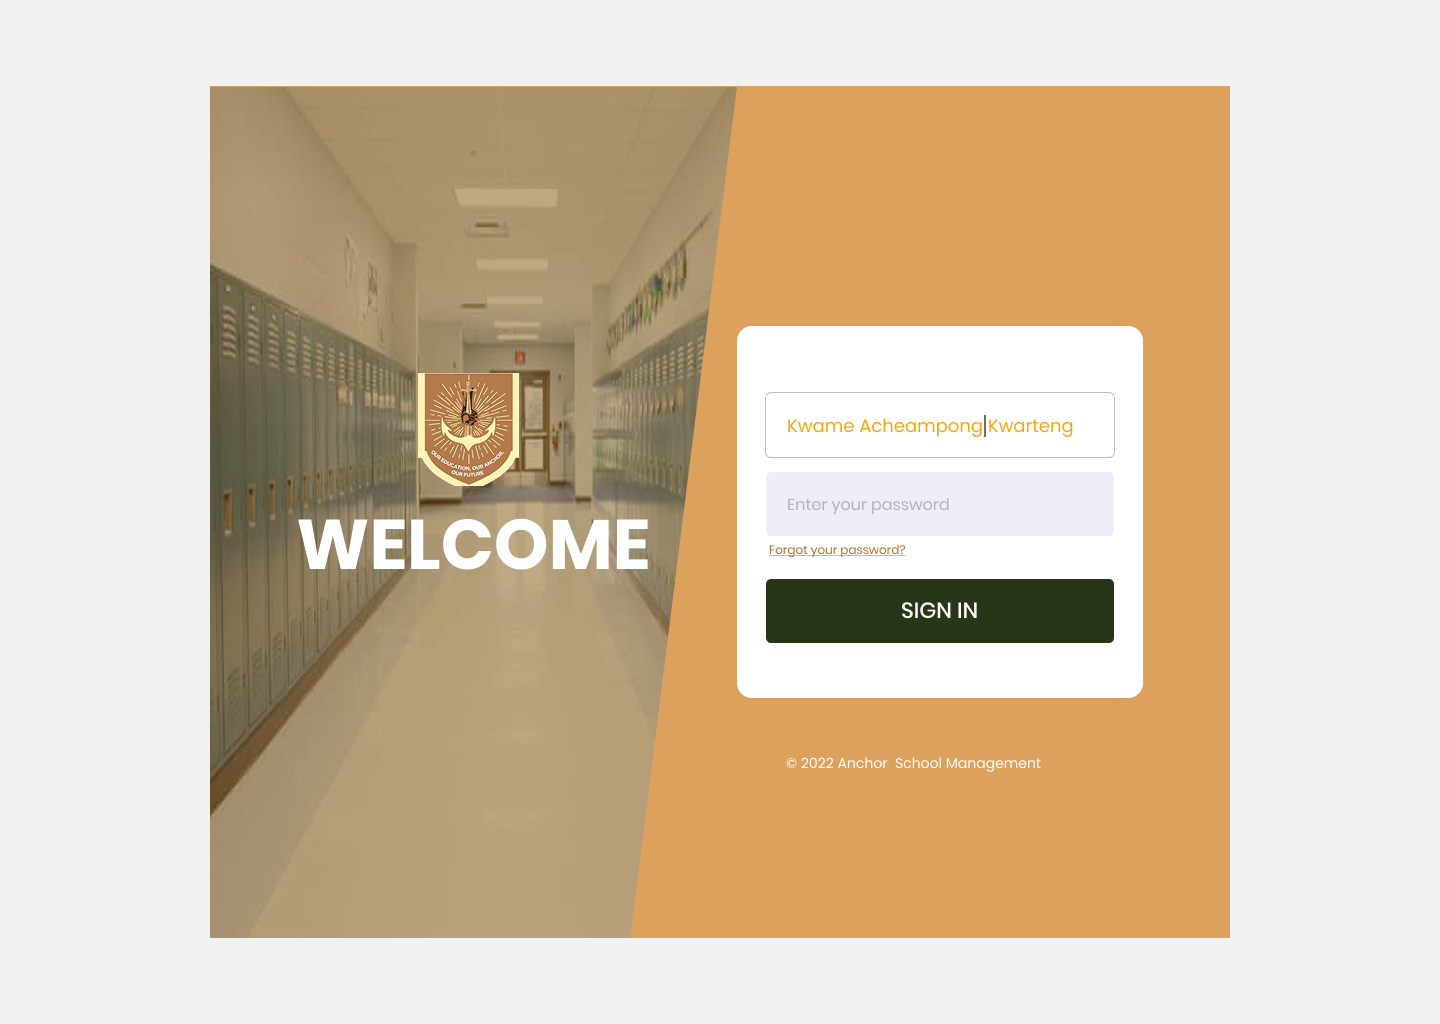 OUR EDUCATION, OUR ANCHOR,
OUR FUTURE
WELCOME
Kwame Acheampong Kwarteng
Enter your password
Forgot your password?
SIGN IN
© 2022 Anchor  School Management